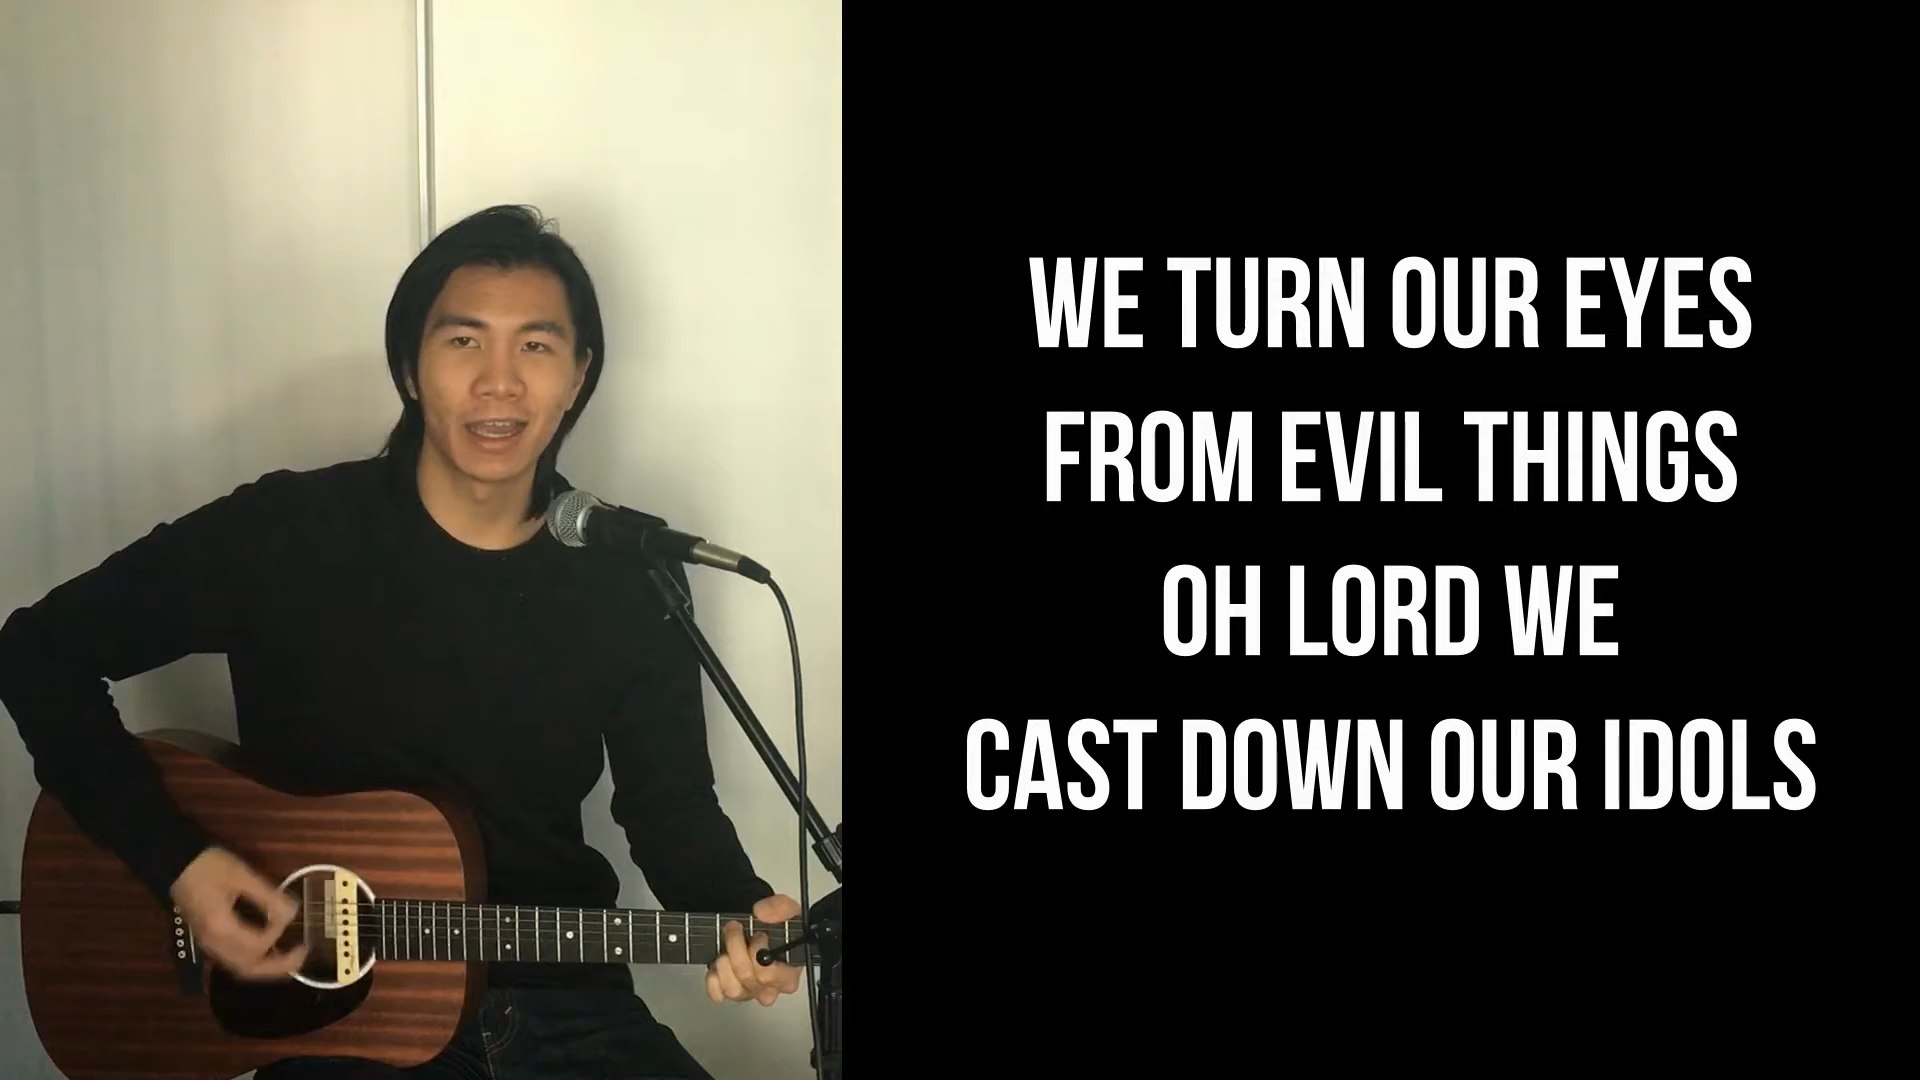 WE TURN OUR EYES
FROM EVIL THINGS
OH LORD WE
CAST DOWN OUR IDOLS